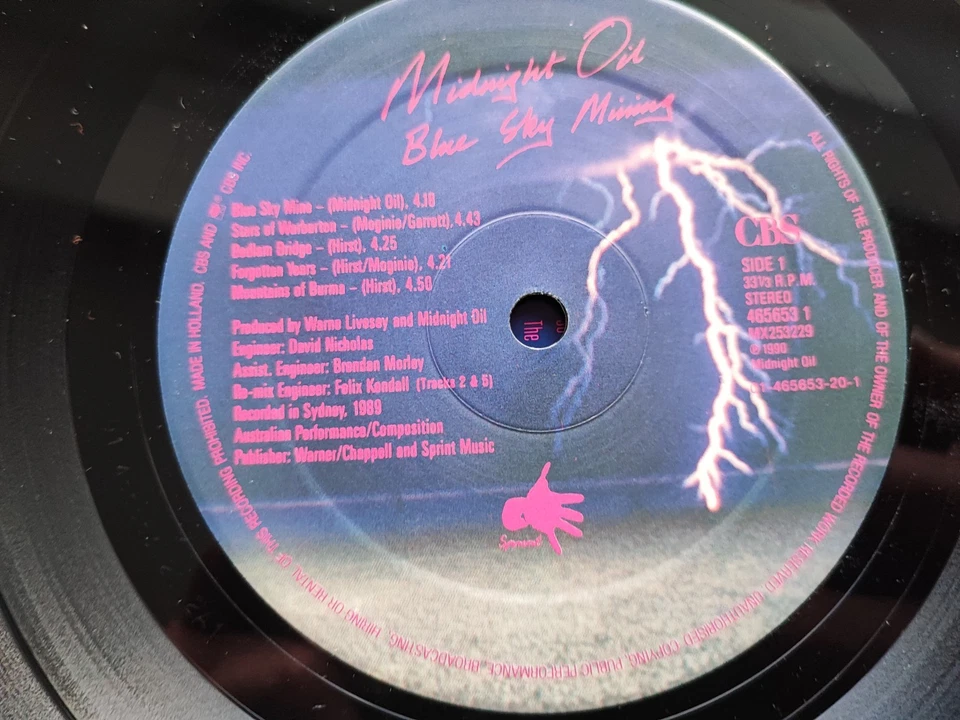 Midnight Oil
Blue Sky Mining
Blue Sky Mine – (Midnight Oil), 4.18
Stars of Warburton – (Moginie/Garrett), 4.43
Bedlam Bridge – (Hirst), 4.25
Forgotten Years – (Hirst/Moginie), 4.21
Mountains of Burma – (Hirst), 4.50
Produced by Warne Livesey and Midnight Oil
Engineer: David Nicholas
Assist. Engineer: Brendan Morley
Re-mix Engineer: Felix Kendall (Tracks 2 & 5)
Recorded in Sydney, 1989
Australian Performance/Composition
Publisher: Warner/Chappell and Sprint Music
CBS
SIDE 1
33⅓ R.P.M.
STEREO
465653 1
MX253229
℗ 1990
Midnight Oil
01-465653-20-1
The
Sprint
ALL RIGHTS OF THE PRODUCER AND OF THE OWNER OF THE RECORDED WORK RESERVED. UNAUTHORISED COPYING, PUBLIC PERFORMANCE, BROADCASTING, HIRING OR RENTAL OF THIS RECORDING PROHIBITED. MADE IN HOLLAND. CBS AND ARE CBS INC.